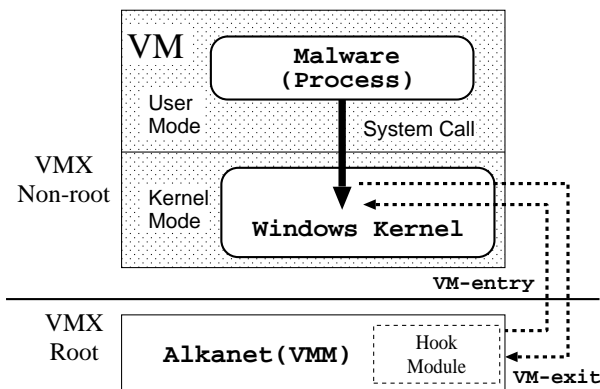 VM
Malware
(Process)
User
Mode
System Call
VMX
Non-root
Kernel
Mode
Windows Kernel
VM-entry
VMX
Root
Alkanet(VMM)
Hook
Module
VM-exit